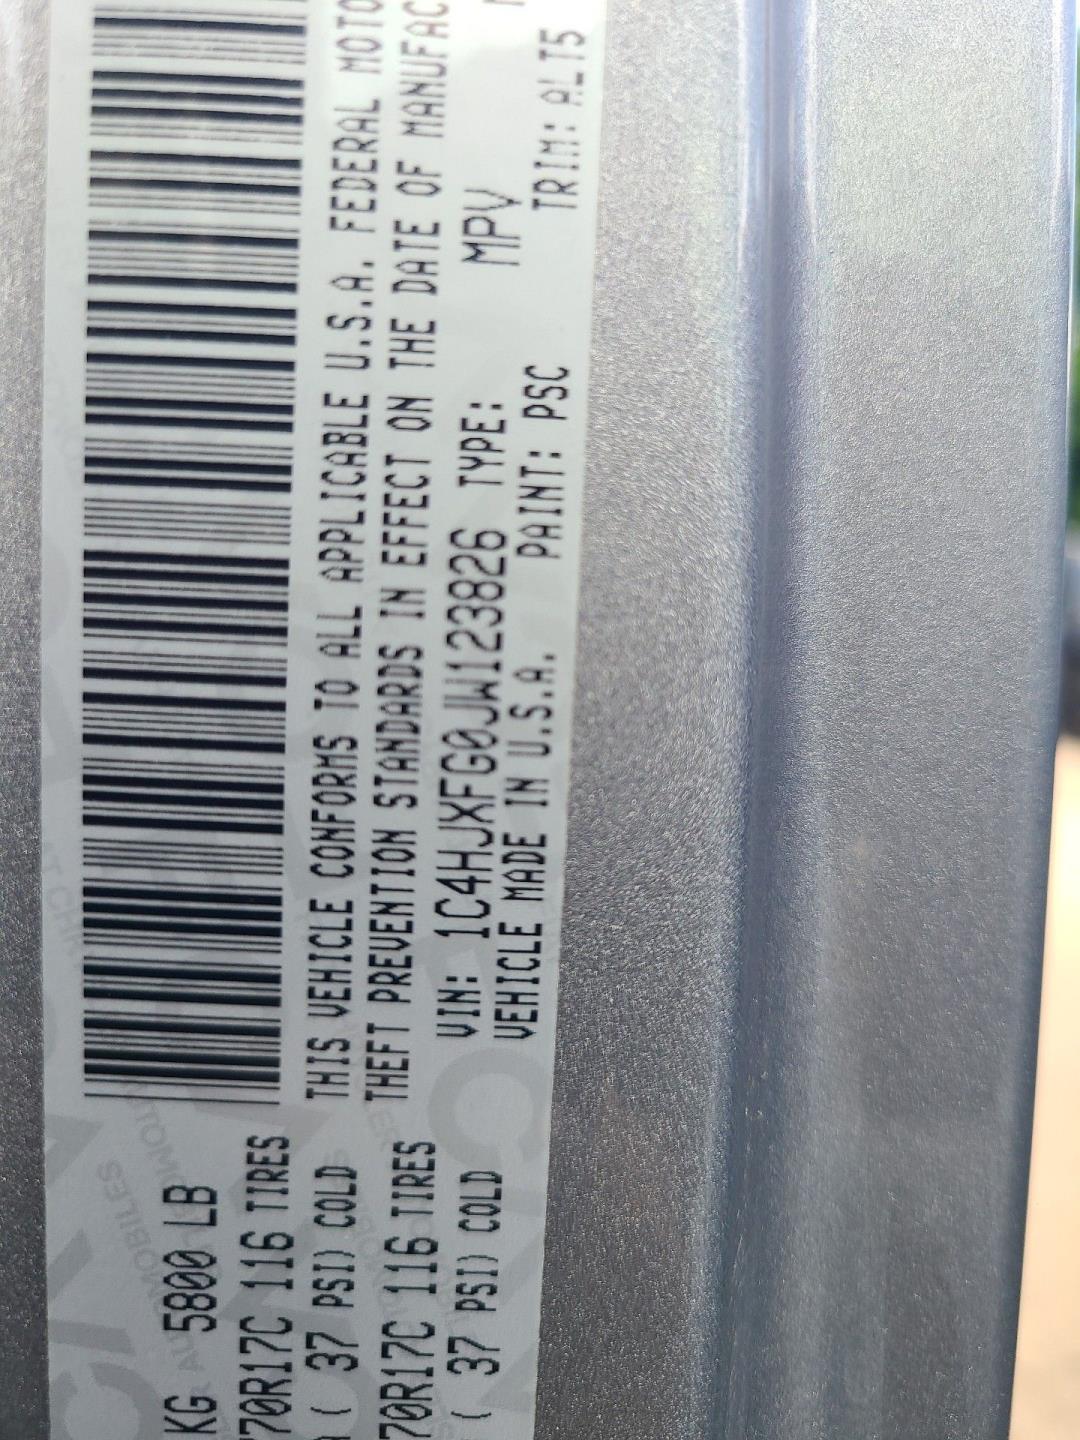 KG 5800 LB
70R17C 116 TIRES
( 37 PSI) COLD
70R17C 116 TIRES
( 37 PSI) COLD
THIS VEHICLE CONFORMS TO ALL APPLICABLE U.S.A. FEDERAL MOTO
THEFT PREVENTION STANDARDS IN EFFECT ON THE DATE OF MANUFAC
VIN: 1C4HJXFG0JW123826 TYPE: MPV
VEHICLE MADE IN U.S.A. PAINT: PSC TRIM: ALT5